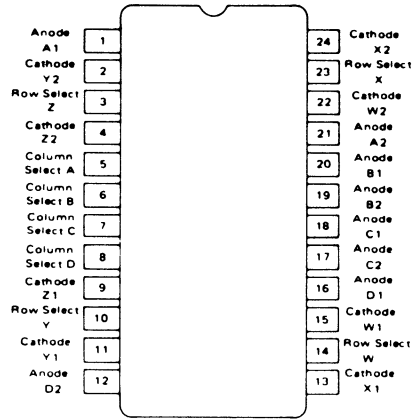 Anode
A1
1
Cathode
Y2
2
Row Select
Z
3
Cathode
Z2
4
Column
Select A
5
Column
Select B
6
Column
Select C
7
Column
Select D
8
Cathode
Z1
9
Row Select
Y
10
Cathode
Y1
11
Anode
D2
12
24
Cathode
X2
23
Row Select
X
22
Cathode
W2
21
Anode
A2
20
Anode
B1
19
Anode
B2
18
Anode
C1
17
Anode
C2
16
Anode
D1
15
Cathode
W1
14
Row Select
W
13
Cathode
X1